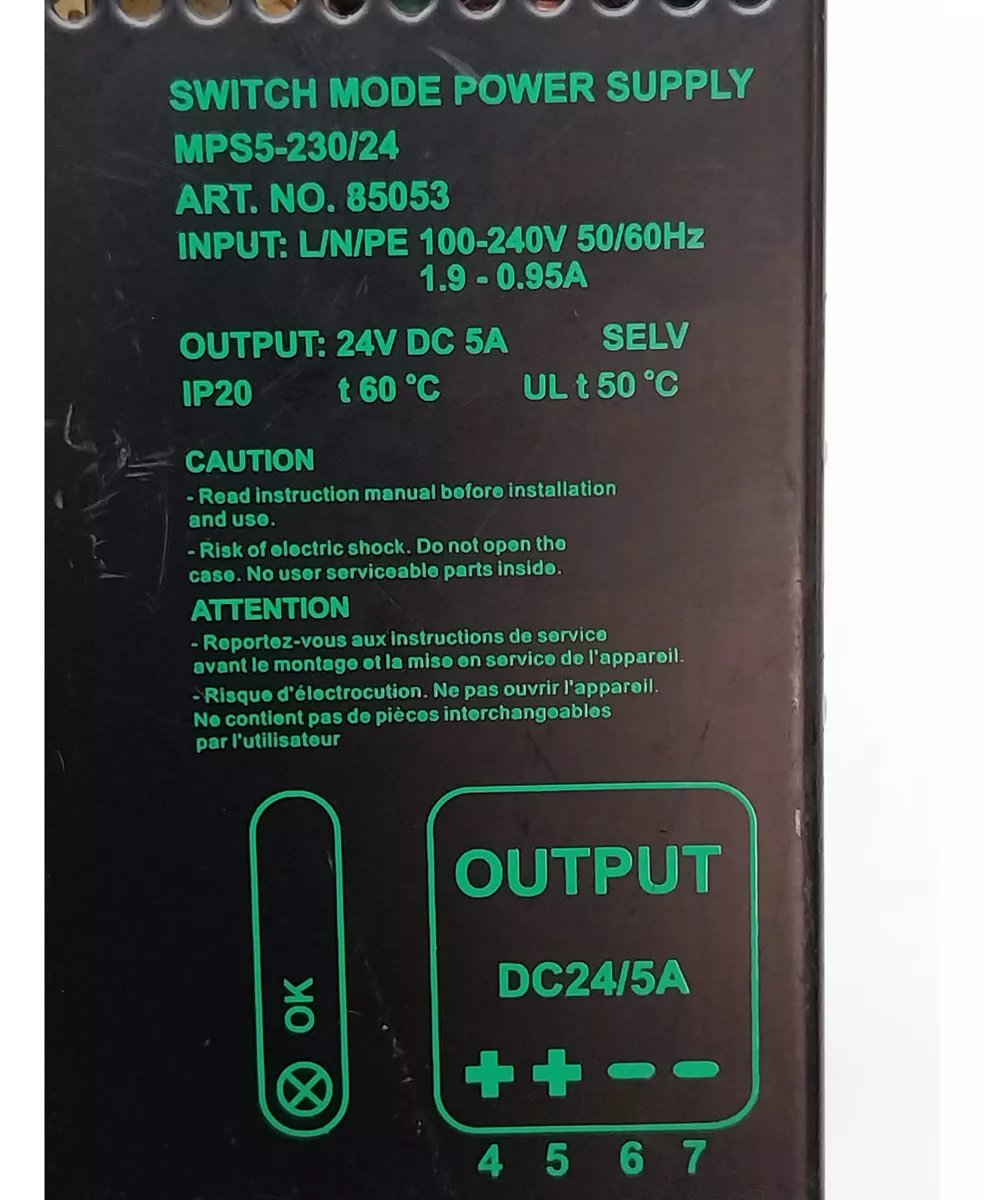 SWITCH MODE POWER SUPPLY
MPS5-230/24
ART. NO. 85053
INPUT: L/N/PE 100-240V 50/60Hz
1.9 - 0.95A
OUTPUT: 24V DC 5A SELV
IP20 t 60 °C UL t 50 °C
CAUTION
- Read instruction manual before installation
and use.
- Risk of electric shock. Do not open the
case. No user serviceable parts inside.
ATTENTION
- Reportez-vous aux instructions de service
avant le montage et la mise en service de l'appareil.
- Risque d'électrocution. Ne pas ouvrir l'appareil.
Ne contient pas de pièces interchangeables
par l'utilisateur
OK
OUTPUT
DC24/5A
+ + − −
4 5 6 7